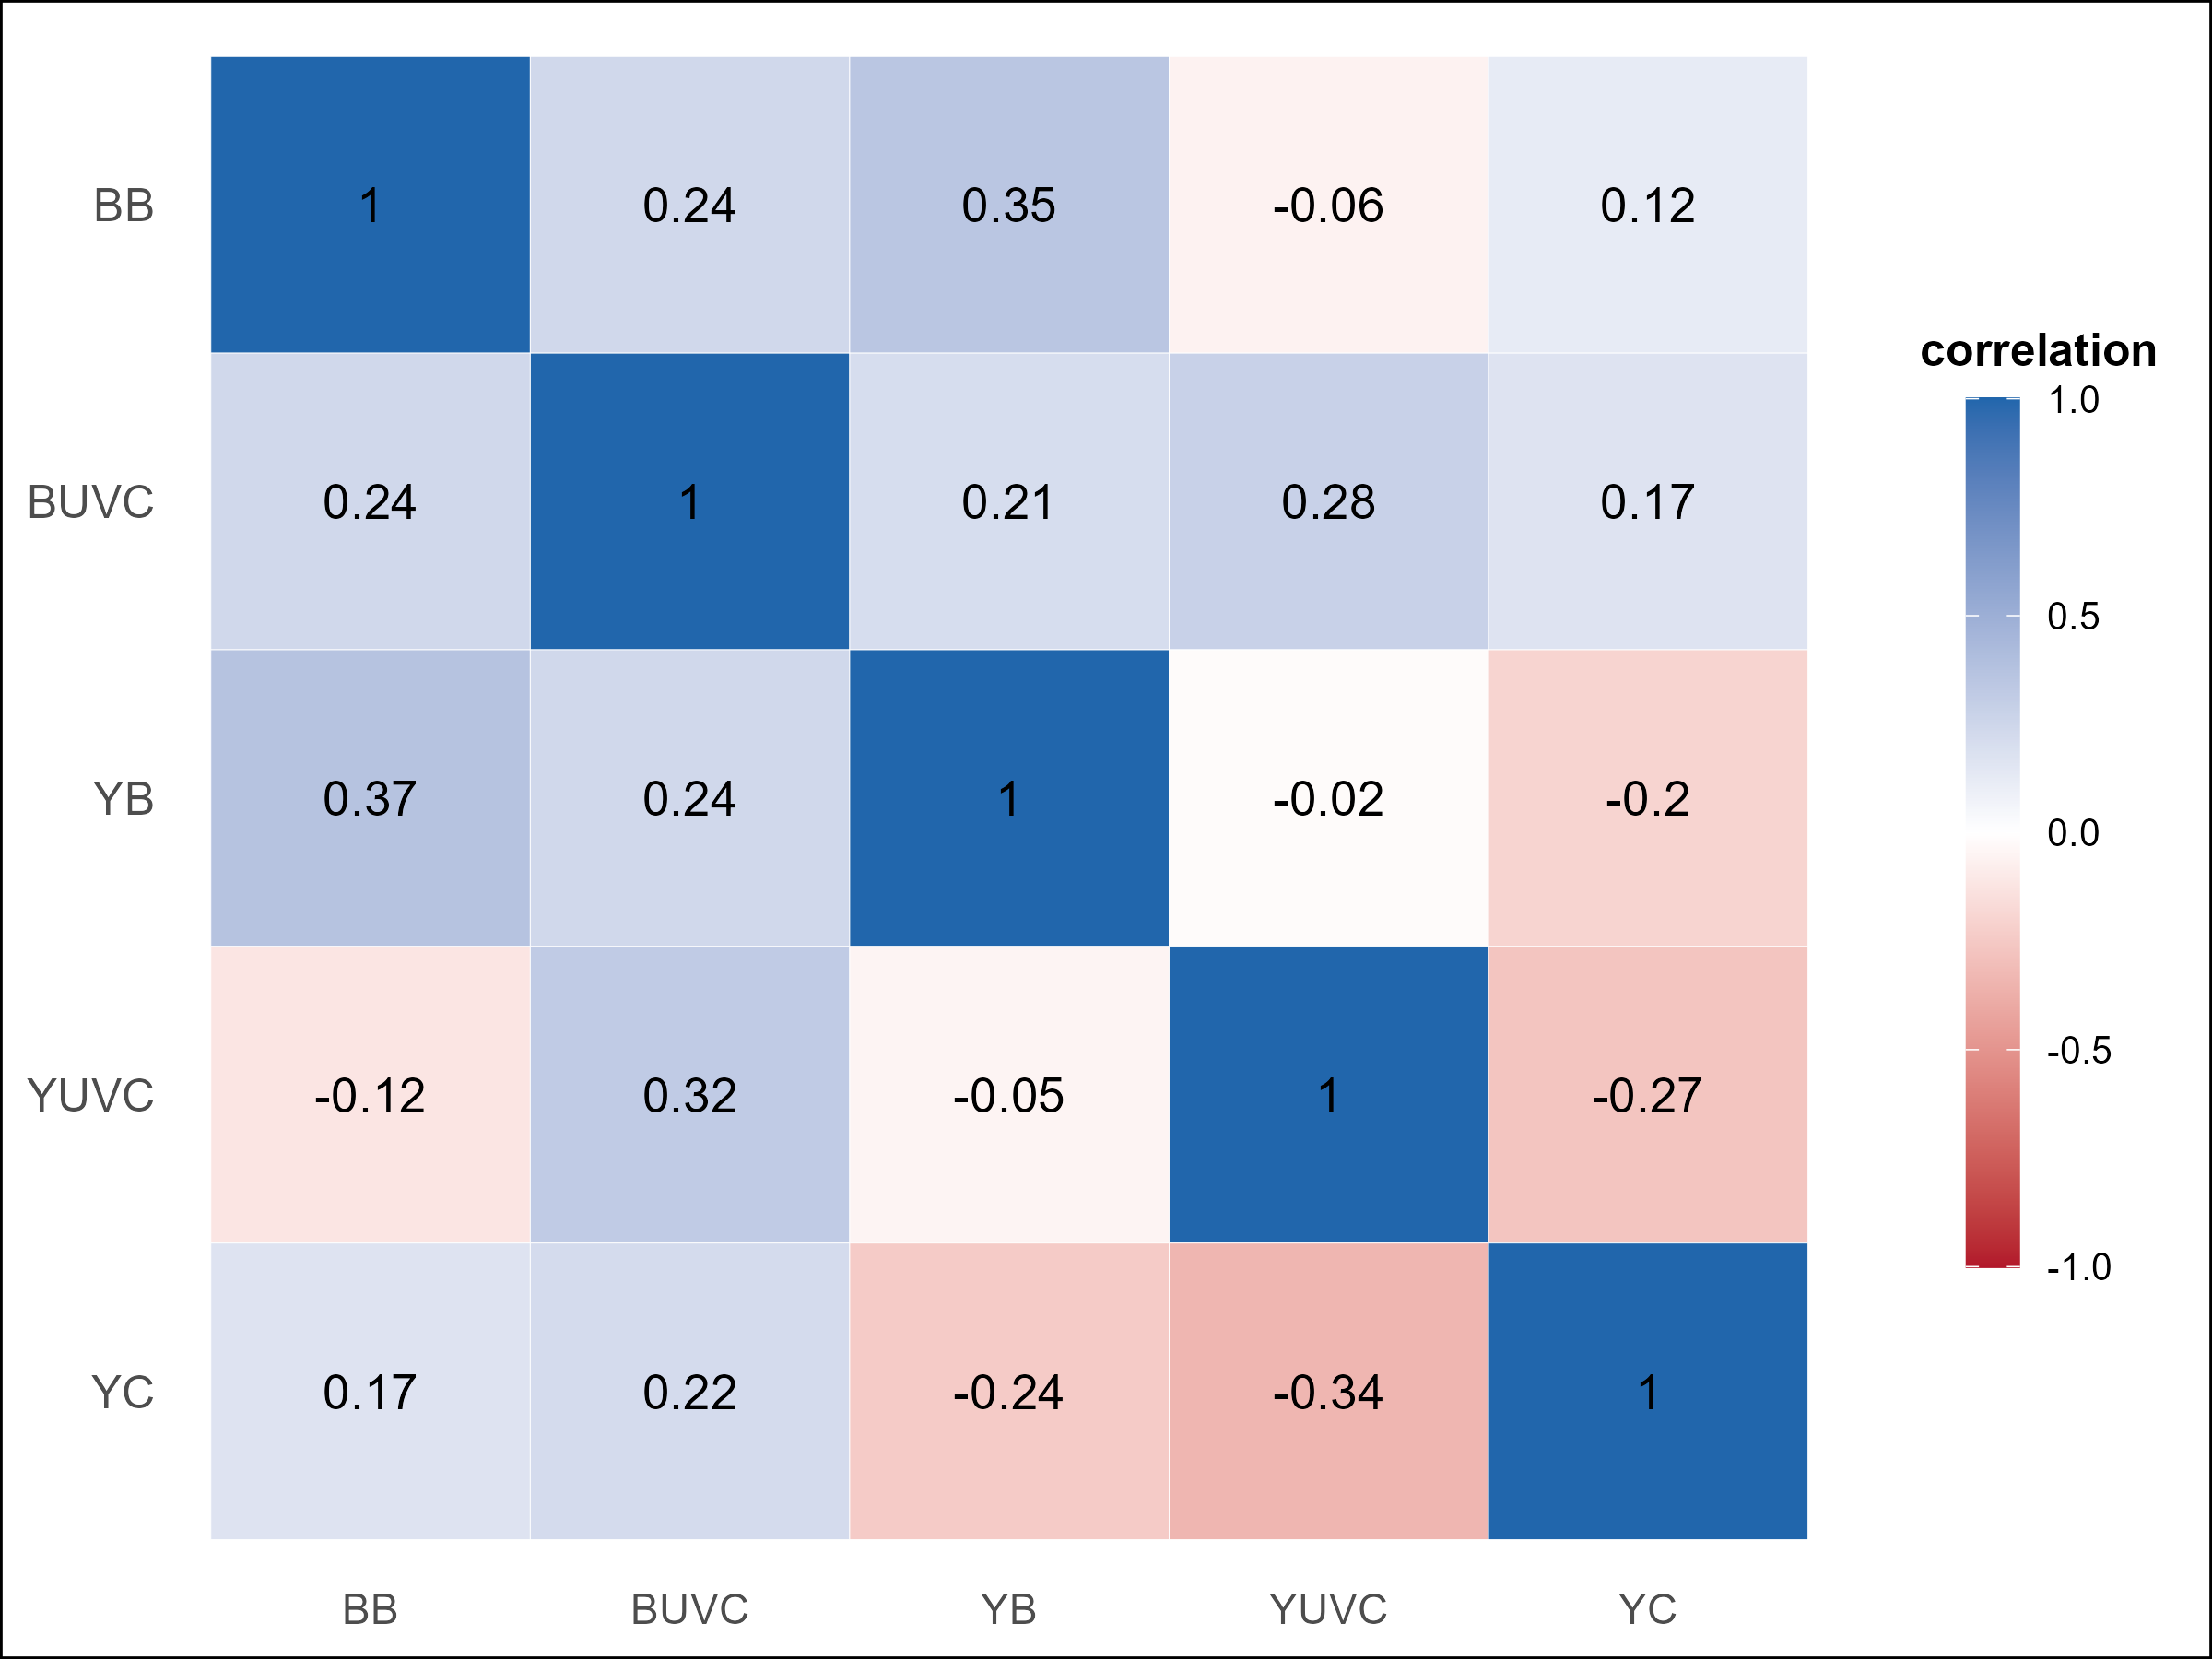 BB 1 0.24 0.35 -0.06 0.12
correlation
1.0
BUVC 0.24 1 0.21 0.28 0.17
0.5
YB 0.37 0.24 1 -0.02 -0.2
0.0
-0.5
YUVC -0.12 0.32 -0.05 1 -0.27
-1.0
YC 0.17 0.22 -0.24 -0.34 1
BB BUVC YB YUVC YC